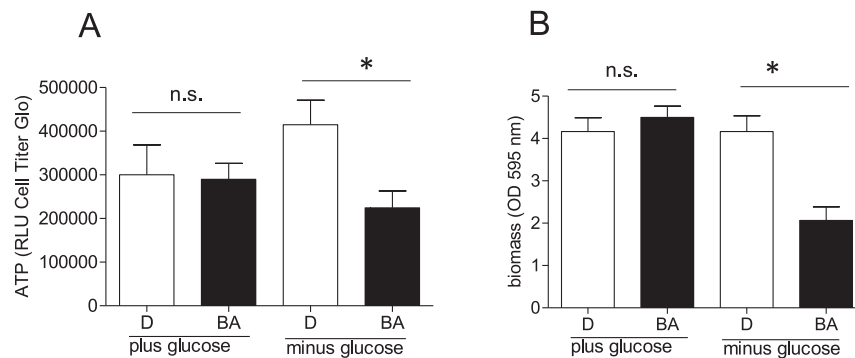 A
ATP (RLU Cell Titer Glo)
500000
400000
300000
200000
100000
0
n.s.
*
D
BA
D
BA
plus glucose
minus glucose
B
biomass (OD 595 nm)
5
4
3
2
1
0
n.s.
*
D
BA
D
BA
plus glucose
minus glucose